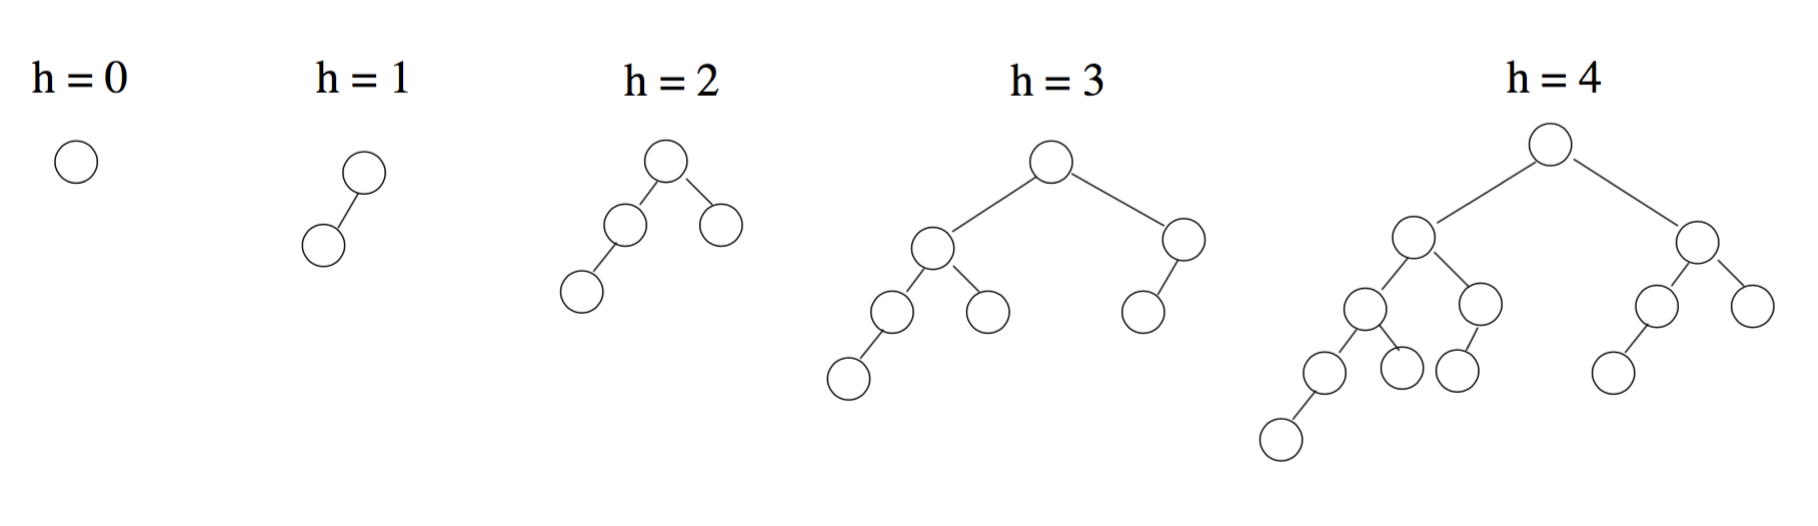 h = 0
h = 1
h = 2
h = 3
h = 4